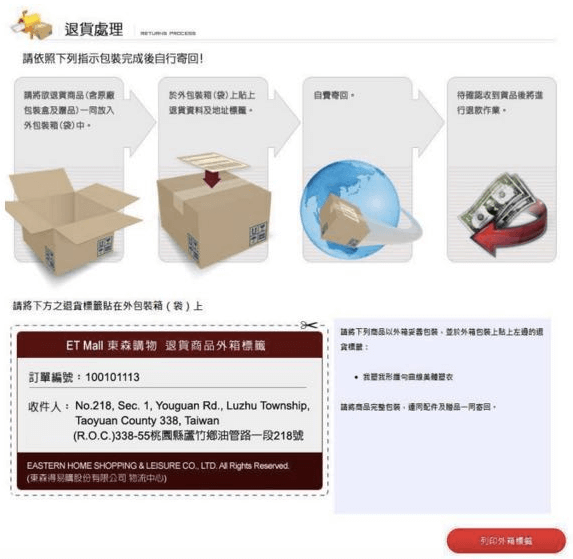 退貨處理 RETURNS PROCESS
請依照下列指示包裝完成後自行寄回!
請將欲退貨商品(含原廠
包裝盒及贈品)一同放入
外包裝箱(袋)中。
於外包裝箱(袋)上貼上
退貨資料及地址標籤。
自費寄回。
待確認收到貨品後將進
行退款作業。
請將下方之退貨標籤貼在外包裝箱(袋)上
ET Mall 東森購物 退貨商品外箱標籤
訂單編號:100101113
收件人: No.218, Sec. 1, Youguan Rd., Luzhu Township,
Taoyuan County 338, Taiwan
(R.O.C.)338-55桃園縣蘆竹鄉油管路一段218號
EASTERN HOME SHOPPING & LEISURE CO., LTD. All Rights Reserved.
(東森得易購股份有限公司 物流中心)
請將下列商品以外箱妥善包裝,並於外箱包裝上貼上左邊的退
貨標籤:
• 我塑我形纖勻曲線美體塑衣
請將商品完整包裝,連同配件及贈品一同寄回。
列印外箱標籤